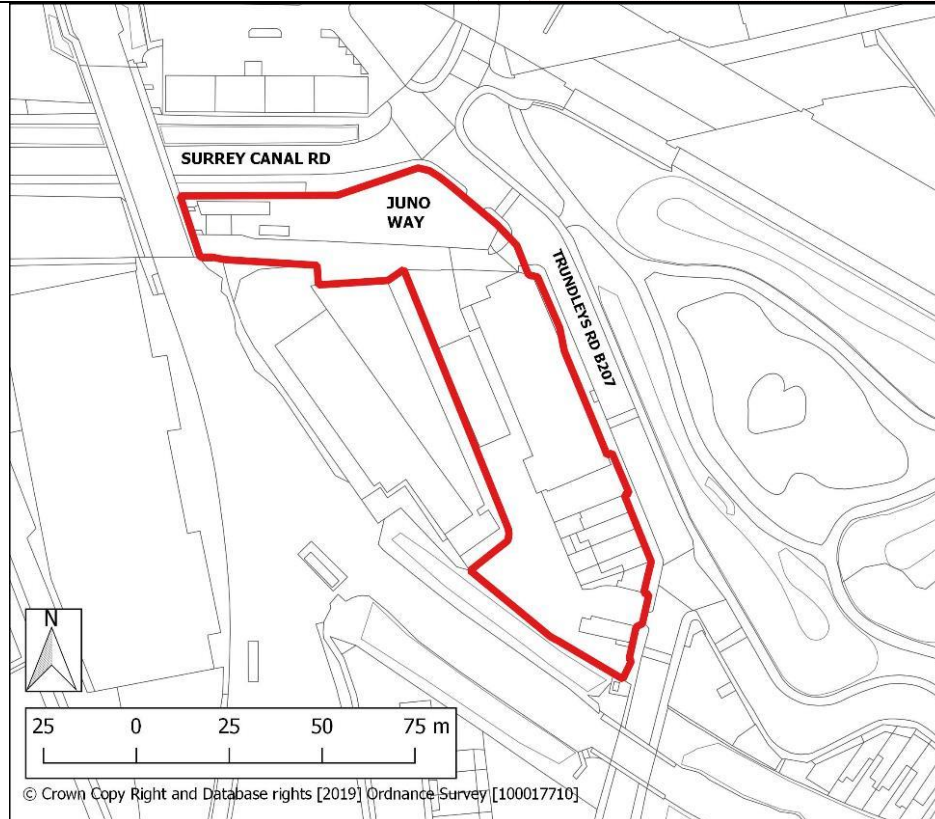 SURREY CANAL RD
JUNO
WAY
TRUNDLEYS RD B207
N
25 0 25 50 75 m
© Crown Copy Right and Database rights [2019] Ordnance Survey [100017710]